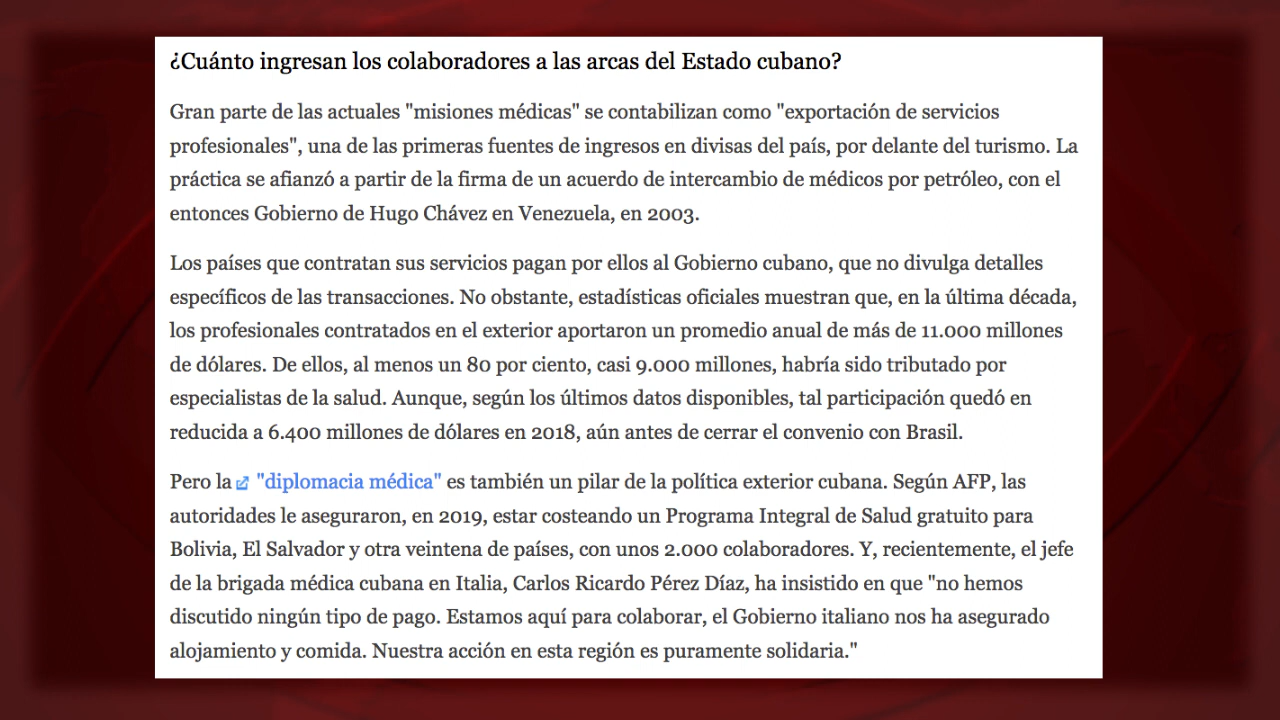 ¿Cuánto ingresan los colaboradores a las arcas del Estado cubano?
Gran parte de las actuales "misiones médicas" se contabilizan como "exportación de servicios
profesionales", una de las primeras fuentes de ingresos en divisas del país, por delante del turismo. La
práctica se afianzó a partir de la firma de un acuerdo de intercambio de médicos por petróleo, con el
entonces Gobierno de Hugo Chávez en Venezuela, en 2003.
Los países que contratan sus servicios pagan por ellos al Gobierno cubano, que no divulga detalles
específicos de las transacciones. No obstante, estadísticas oficiales muestran que, en la última década,
los profesionales contratados en el exterior aportaron un promedio anual de más de 11.000 millones
de dólares. De ellos, al menos un 80 por ciento, casi 9.000 millones, habría sido tributado por
especialistas de la salud. Aunque, según los últimos datos disponibles, tal participación quedó en
reducida a 6.400 millones de dólares en 2018, aún antes de cerrar el convenio con Brasil.
Pero la "diplomacia médica" es también un pilar de la política exterior cubana. Según AFP, las
autoridades le aseguraron, en 2019, estar costeando un Programa Integral de Salud gratuito para
Bolivia, El Salvador y otra veintena de países, con unos 2.000 colaboradores. Y, recientemente, el jefe
de la brigada médica cubana en Italia, Carlos Ricardo Pérez Díaz, ha insistido en que "no hemos
discutido ningún tipo de pago. Estamos aquí para colaborar, el Gobierno italiano nos ha asegurado
alojamiento y comida. Nuestra acción en esta región es puramente solidaria."